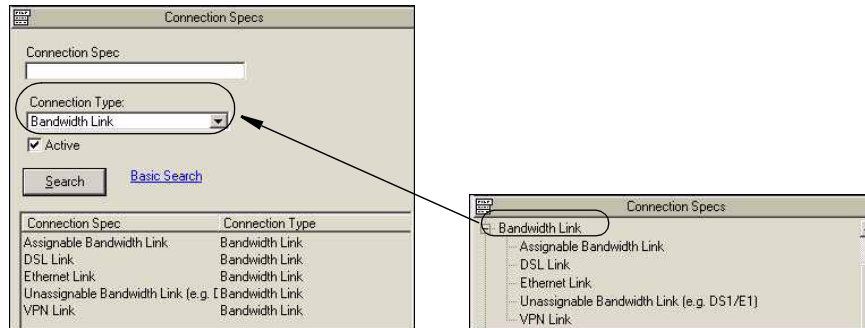 Connection Specs
Connection Spec
Connection Type:
Bandwidth Link
Active
Search Basic Search
Connection Spec Connection Type
Assignable Bandwidth Link Bandwidth Link
DSL Link Bandwidth Link
Ethernet Link Bandwidth Link
Unassignable Bandwidth Link (e.g. [ Bandwidth Link
VPN Link Bandwidth Link
Connection Specs
Bandwidth Link
Assignable Bandwidth Link
DSL Link
Ethernet Link
Unassignable Bandwidth Link (e.g. DS1/E1)
VPN Link